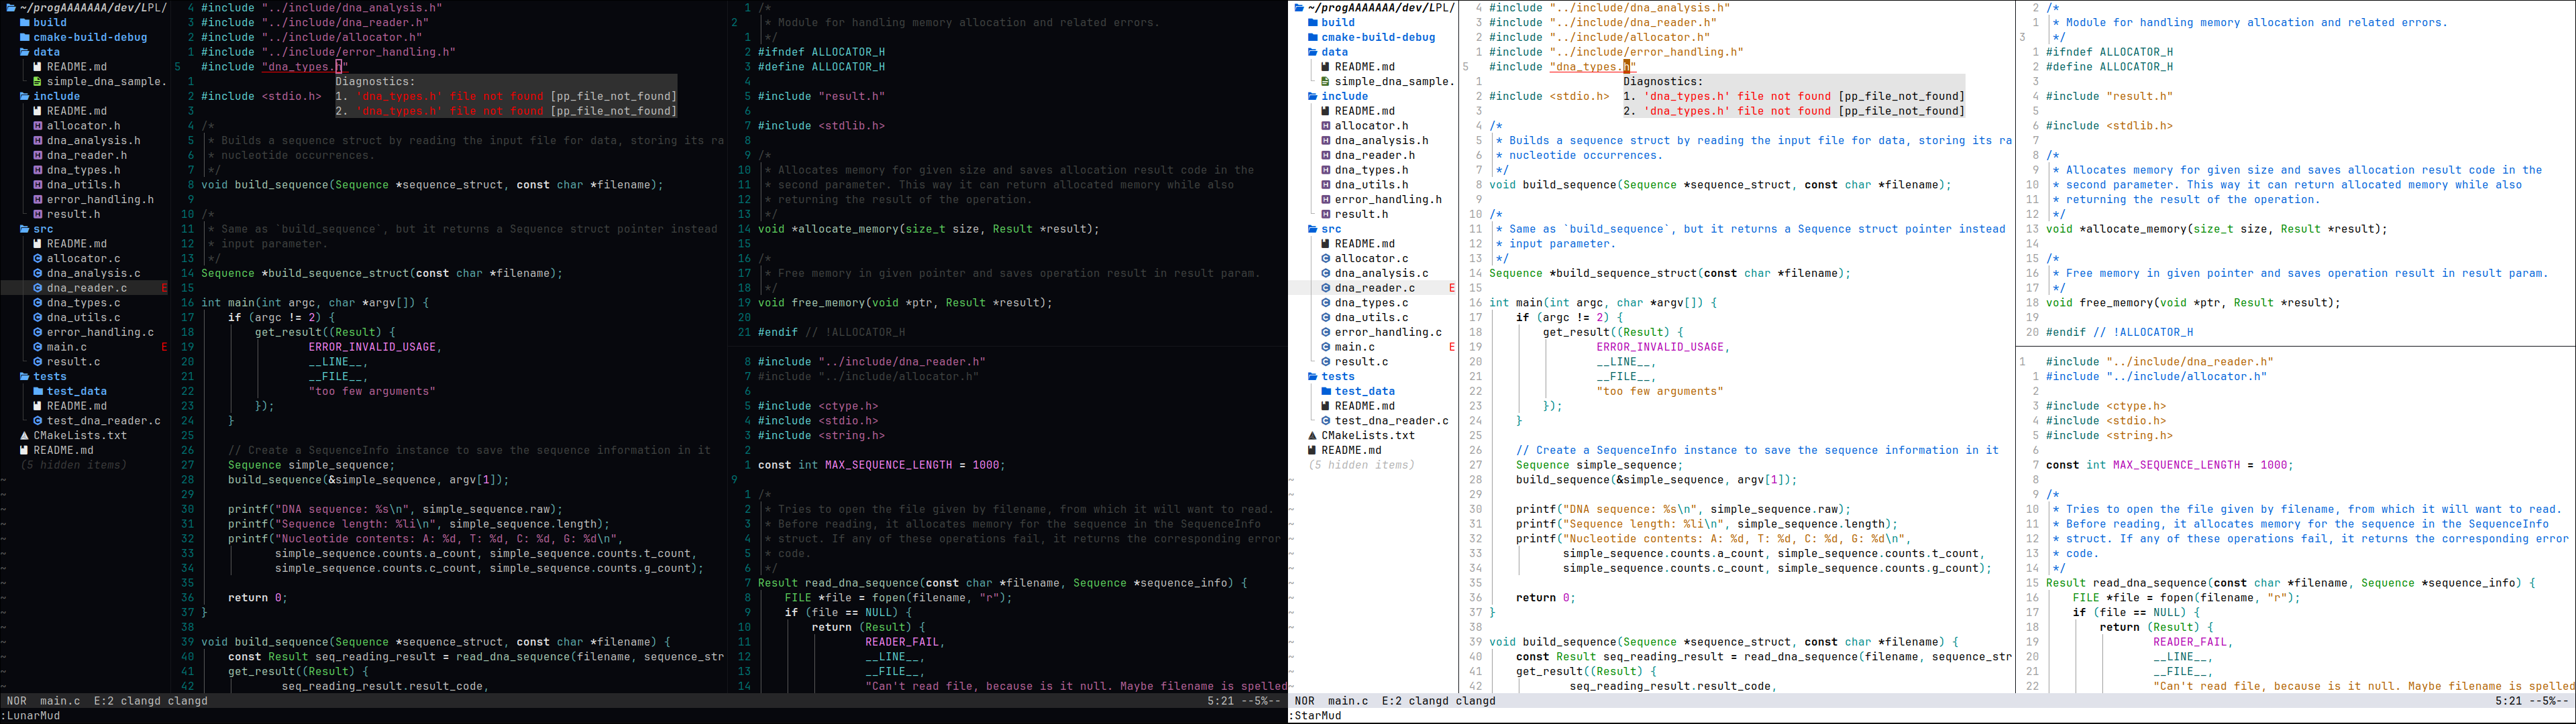 ~/progAAAAAAA/dev/LPL/
build
cmake-build-debug
data
README.md
simple_dna_sample.
include
README.md
allocator.h
dna_analysis.h
dna_reader.h
dna_types.h
dna_utils.h
error_handling.h
result.h
src
README.md
allocator.c
dna_analysis.c
dna_reader.c E
dna_types.c
dna_utils.c
error_handling.c
main.c E
result.c
tests
test_data
README.md
test_dna_reader.c
CMakeLists.txt
README.md
(5 hidden items)
4 #include "../include/dna_analysis.h"
3 #include "../include/dna_reader.h"
2 #include "../include/allocator.h"
1 #include "../include/error_handling.h"
5 #include "dna_types.h"
1 Diagnostics:
2 #include <stdio.h> 1. 'dna_types.h' file not found [pp_file_not_found]
3 2. 'dna_types.h' file not found [pp_file_not_found]
4 /*
5 * Builds a sequence struct by reading the input file for data, storing its ra
6 * nucleotide occurrences.
7 */
8 void build_sequence(Sequence *sequence_struct, const char *filename);
9
10 /*
11 * Same as `build_sequence`, but it returns a Sequence struct pointer instead
12 * input parameter.
13 */
14 Sequence *build_sequence_struct(const char *filename);
15
16 int main(int argc, char *argv[]) {
17 if (argc != 2) {
18 get_result((Result) {
19 ERROR_INVALID_USAGE,
20 __LINE__,
21 __FILE__,
22 "too few arguments"
23 });
24 }
25
26 // Create a SequenceInfo instance to save the sequence information in it
27 Sequence simple_sequence;
28 build_sequence(&simple_sequence, argv[1]);
29
30 printf("DNA sequence: %s\n", simple_sequence.raw);
31 printf("Sequence length: %li\n", simple_sequence.length);
32 printf("Nucleotide contents: A: %d, T: %d, C: %d, G: %d\n",
33 simple_sequence.counts.a_count, simple_sequence.counts.t_count,
34 simple_sequence.counts.c_count, simple_sequence.counts.g_count);
35
36 return 0;
37 }
38
39 void build_sequence(Sequence *sequence_struct, const char *filename) {
40 const Result seq_reading_result = read_dna_sequence(filename, sequence_str
41 get_result((Result) {
42 seq_reading_result.result_code,
1 /*
2 * Module for handling memory allocation and related errors.
1 */
2 #ifndef ALLOCATOR_H
3 #define ALLOCATOR_H
4
5 #include "result.h"
6
7 #include <stdlib.h>
8
9 /*
10 * Allocates memory for given size and saves allocation result code in the
11 * second parameter. This way it can return allocated memory while also
12 * returning the result of the operation.
13 */
14 void *allocate_memory(size_t size, Result *result);
15
16 /*
17 * Free memory in given pointer and saves operation result in result param.
18 */
19 void free_memory(void *ptr, Result *result);
20
21 #endif // !ALLOCATOR_H
8 #include "../include/dna_reader.h"
7 #include "../include/allocator.h"
6
5 #include <ctype.h>
4 #include <stdio.h>
3 #include <string.h>
2
1 const int MAX_SEQUENCE_LENGTH = 1000;
9
1 /*
2 * Tries to open the file given by filename, from which it will want to read.
3 * Before reading, it allocates memory for the sequence in the SequenceInfo
4 * struct. If any of these operations fail, it returns the corresponding error
5 * code.
6 */
7 Result read_dna_sequence(const char *filename, Sequence *sequence_info) {
8 FILE *file = fopen(filename, "r");
9 if (file == NULL) {
10 return (Result) {
11 READER_FAIL,
12 __LINE__,
13 __FILE__,
14 "Can't read file, because is it null. Maybe filename is spelled
NOR main.c E:2 clangd clangd 5:21 --5%--
:LunarMud
~/progAAAAAAA/dev/LPL/
build
cmake-build-debug
data
README.md
simple_dna_sample.
include
README.md
allocator.h
dna_analysis.h
dna_reader.h
dna_types.h
dna_utils.h
error_handling.h
result.h
src
README.md
allocator.c
dna_analysis.c
dna_reader.c E
dna_types.c
dna_utils.c
error_handling.c
main.c E
result.c
tests
test_data
README.md
test_dna_reader.c
CMakeLists.txt
README.md
(5 hidden items)
4 #include "../include/dna_analysis.h"
3 #include "../include/dna_reader.h"
2 #include "../include/allocator.h"
1 #include "../include/error_handling.h"
5 #include "dna_types.h"
1 Diagnostics:
2 #include <stdio.h> 1. 'dna_types.h' file not found [pp_file_not_found]
3 2. 'dna_types.h' file not found [pp_file_not_found]
4 /*
5 * Builds a sequence struct by reading the input file for data, storing its ra
6 * nucleotide occurrences.
7 */
8 void build_sequence(Sequence *sequence_struct, const char *filename);
9
10 /*
11 * Same as `build_sequence`, but it returns a Sequence struct pointer instead
12 * input parameter.
13 */
14 Sequence *build_sequence_struct(const char *filename);
15
16 int main(int argc, char *argv[]) {
17 if (argc != 2) {
18 get_result((Result) {
19 ERROR_INVALID_USAGE,
20 __LINE__,
21 __FILE__,
22 "too few arguments"
23 });
24 }
25
26 // Create a SequenceInfo instance to save the sequence information in it
27 Sequence simple_sequence;
28 build_sequence(&simple_sequence, argv[1]);
29
30 printf("DNA sequence: %s\n", simple_sequence.raw);
31 printf("Sequence length: %li\n", simple_sequence.length);
32 printf("Nucleotide contents: A: %d, T: %d, C: %d, G: %d\n",
33 simple_sequence.counts.a_count, simple_sequence.counts.t_count,
34 simple_sequence.counts.c_count, simple_sequence.counts.g_count);
35
36 return 0;
37 }
38
39 void build_sequence(Sequence *sequence_struct, const char *filename) {
40 const Result seq_reading_result = read_dna_sequence(filename, sequence_str
41 get_result((Result) {
42 seq_reading_result.result_code,
2 /*
1 * Module for handling memory allocation and related errors.
3 */
1 #ifndef ALLOCATOR_H
2 #define ALLOCATOR_H
3
4 #include "result.h"
5
6 #include <stdlib.h>
7
8 /*
9 * Allocates memory for given size and saves allocation result code in the
10 * second parameter. This way it can return allocated memory while also
11 * returning the result of the operation.
12 */
13 void *allocate_memory(size_t size, Result *result);
14
15 /*
16 * Free memory in given pointer and saves operation result in result param.
17 */
18 void free_memory(void *ptr, Result *result);
19
20 #endif // !ALLOCATOR_H
1 #include "../include/dna_reader.h"
1 #include "../include/allocator.h"
2
3 #include <ctype.h>
4 #include <stdio.h>
5 #include <string.h>
6
7 const int MAX_SEQUENCE_LENGTH = 1000;
8
9 /*
10 * Tries to open the file given by filename, from which it will want to read.
11 * Before reading, it allocates memory for the sequence in the SequenceInfo
12 * struct. If any of these operations fail, it returns the corresponding error
13 * code.
14 */
15 Result read_dna_sequence(const char *filename, Sequence *sequence_info) {
16 FILE *file = fopen(filename, "r");
17 if (file == NULL) {
18 return (Result) {
19 READER_FAIL,
20 __LINE__,
21 __FILE__,
22 "Can't read file, because is it null. Maybe filename is spelled
NOR main.c E:2 clangd clangd 5:21 --5%--
:StarMud